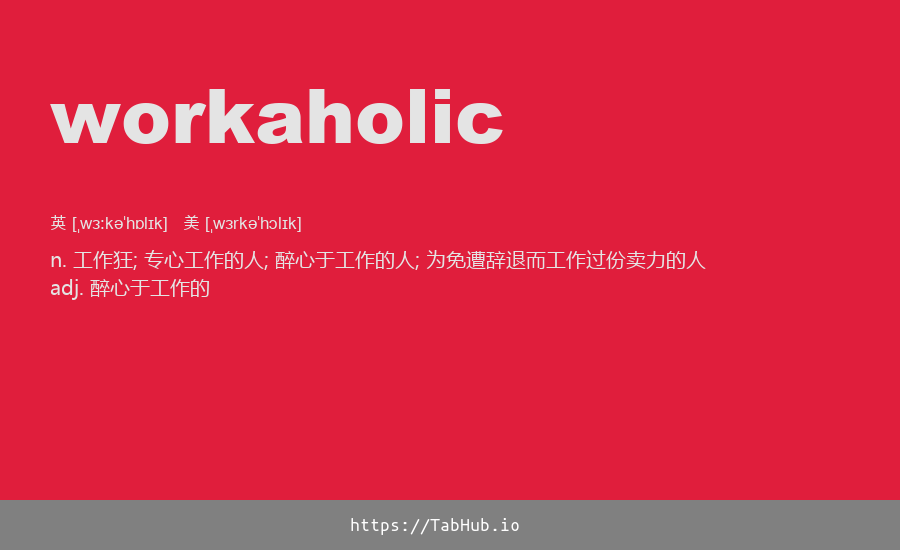 workaholic
英 [ˌwɜːkəˈhɒlɪk] 美 [ˌwɜrkəˈhɔlɪk]
n. 工作狂; 专心工作的人; 醉心于工作的人; 为免遭辞退而工作过份卖力的人
adj. 醉心于工作的
https://TabHub.io